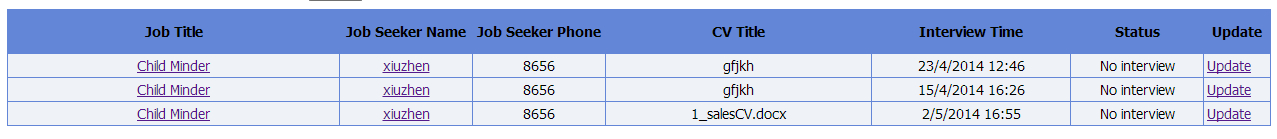 Job Title Job Seeker Name Job Seeker Phone CV Title Interview Time Status Update
Child Minder xiuzhen 8656 gfjkh 23/4/2014 12:46 No interview Update
Child Minder xiuzhen 8656 gfjkh 15/4/2014 16:26 No interview Update
Child Minder xiuzhen 8656 1_salesCV.docx 2/5/2014 16:55 No interview Update